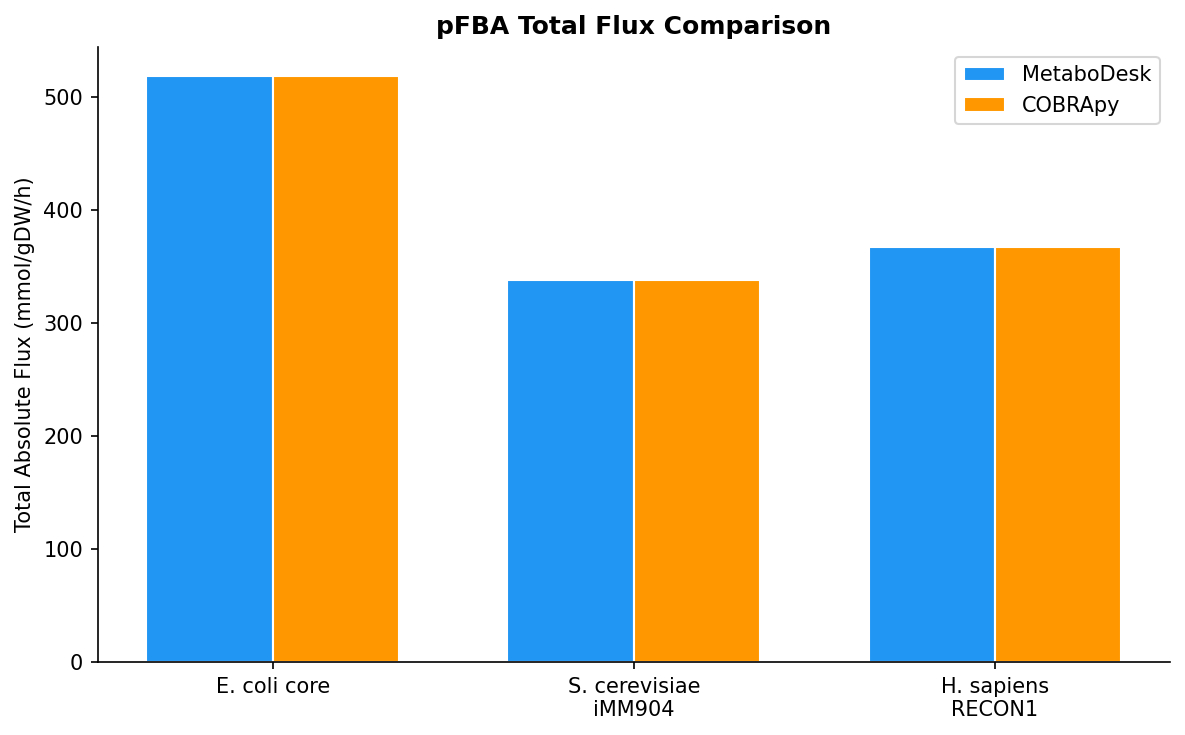 pFBA Total Flux Comparison
MetaboDesk
COBRApy
Total Absolute Flux (mmol/gDW/h)
500
400
300
200
100
0
E. coli core
S. cerevisiae
iMM904
H. sapiens
RECON1